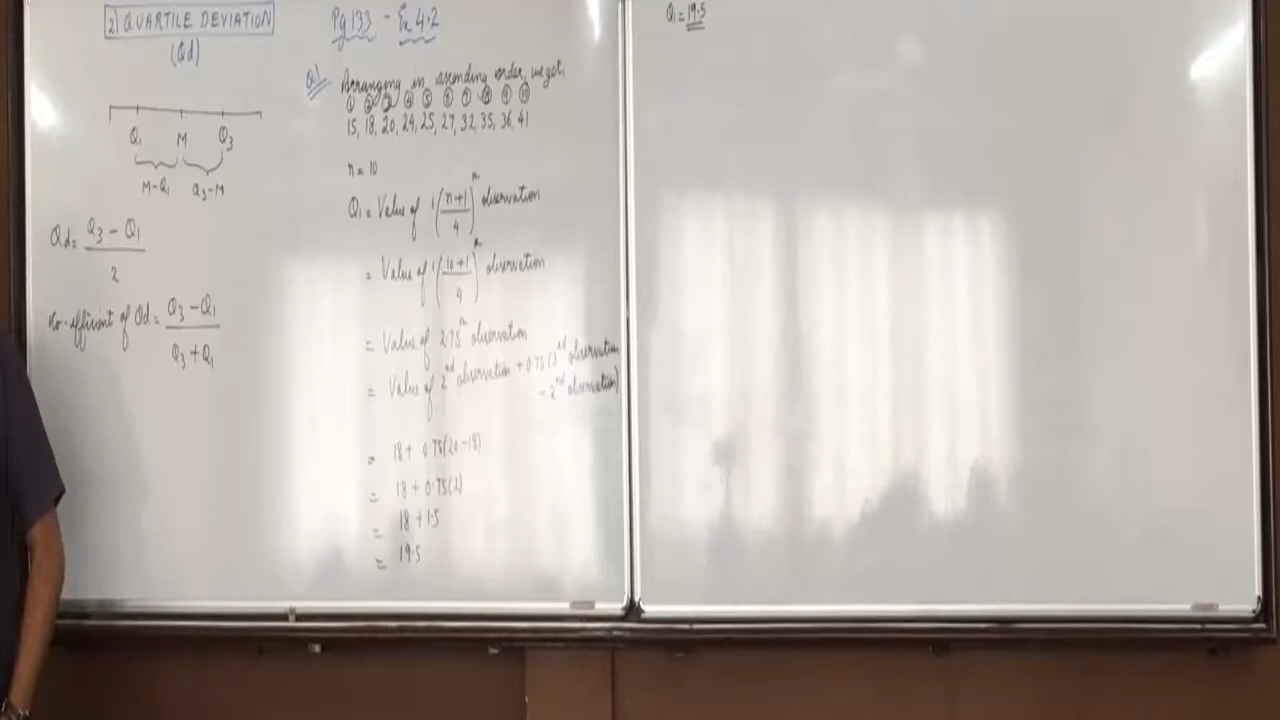 2) QUARTILE DEVIATION
(Qd)
Q₁ M Q₃
M-Q₁ Q₃-M
Qd = Q₃ - Q₁
2
Co-efficient of Qd = Q₃ - Q₁
Q₃ + Q₁
Pg 133 - Ex 4.2
Q1 Arranging in ascending order, we get,
① ② ③ ④ ⑤ ⑥ ⑦ ⑧ ⑨ ⑩
15, 18, 20, 24, 25, 27, 32, 35, 36, 41
n = 10
Q₁ = Value of 1(n+1/4)ᵗʰ observation
= Value of 1(10+1/4)ᵗʰ observation
= Value of 2.75ᵗʰ observation
= Value of 2ⁿᵈ observation + 0.75 (3ʳᵈ observation
- 2ⁿᵈ observation)
= 18 + 0.75(20-18)
= 18 + 0.75(2)
= 18 + 1.5
= 19.5
Q₁ = 19.5